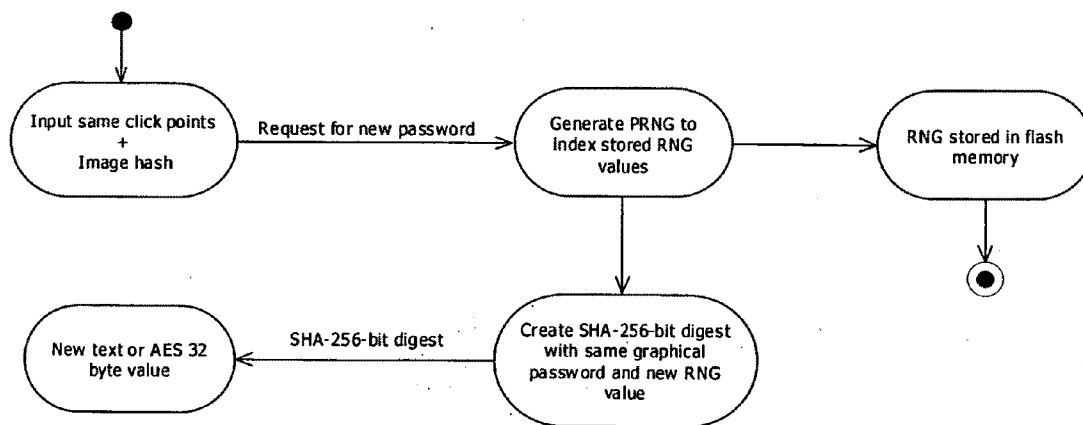 Input same click points
+
Image hash
Request for new password
Generate PRNG to
index stored RNG
values
RNG stored in flash
memory
Create SHA-256-bit digest
with same graphical
password and new RNG
value
SHA-256-bit digest
New text or AES 32
byte value